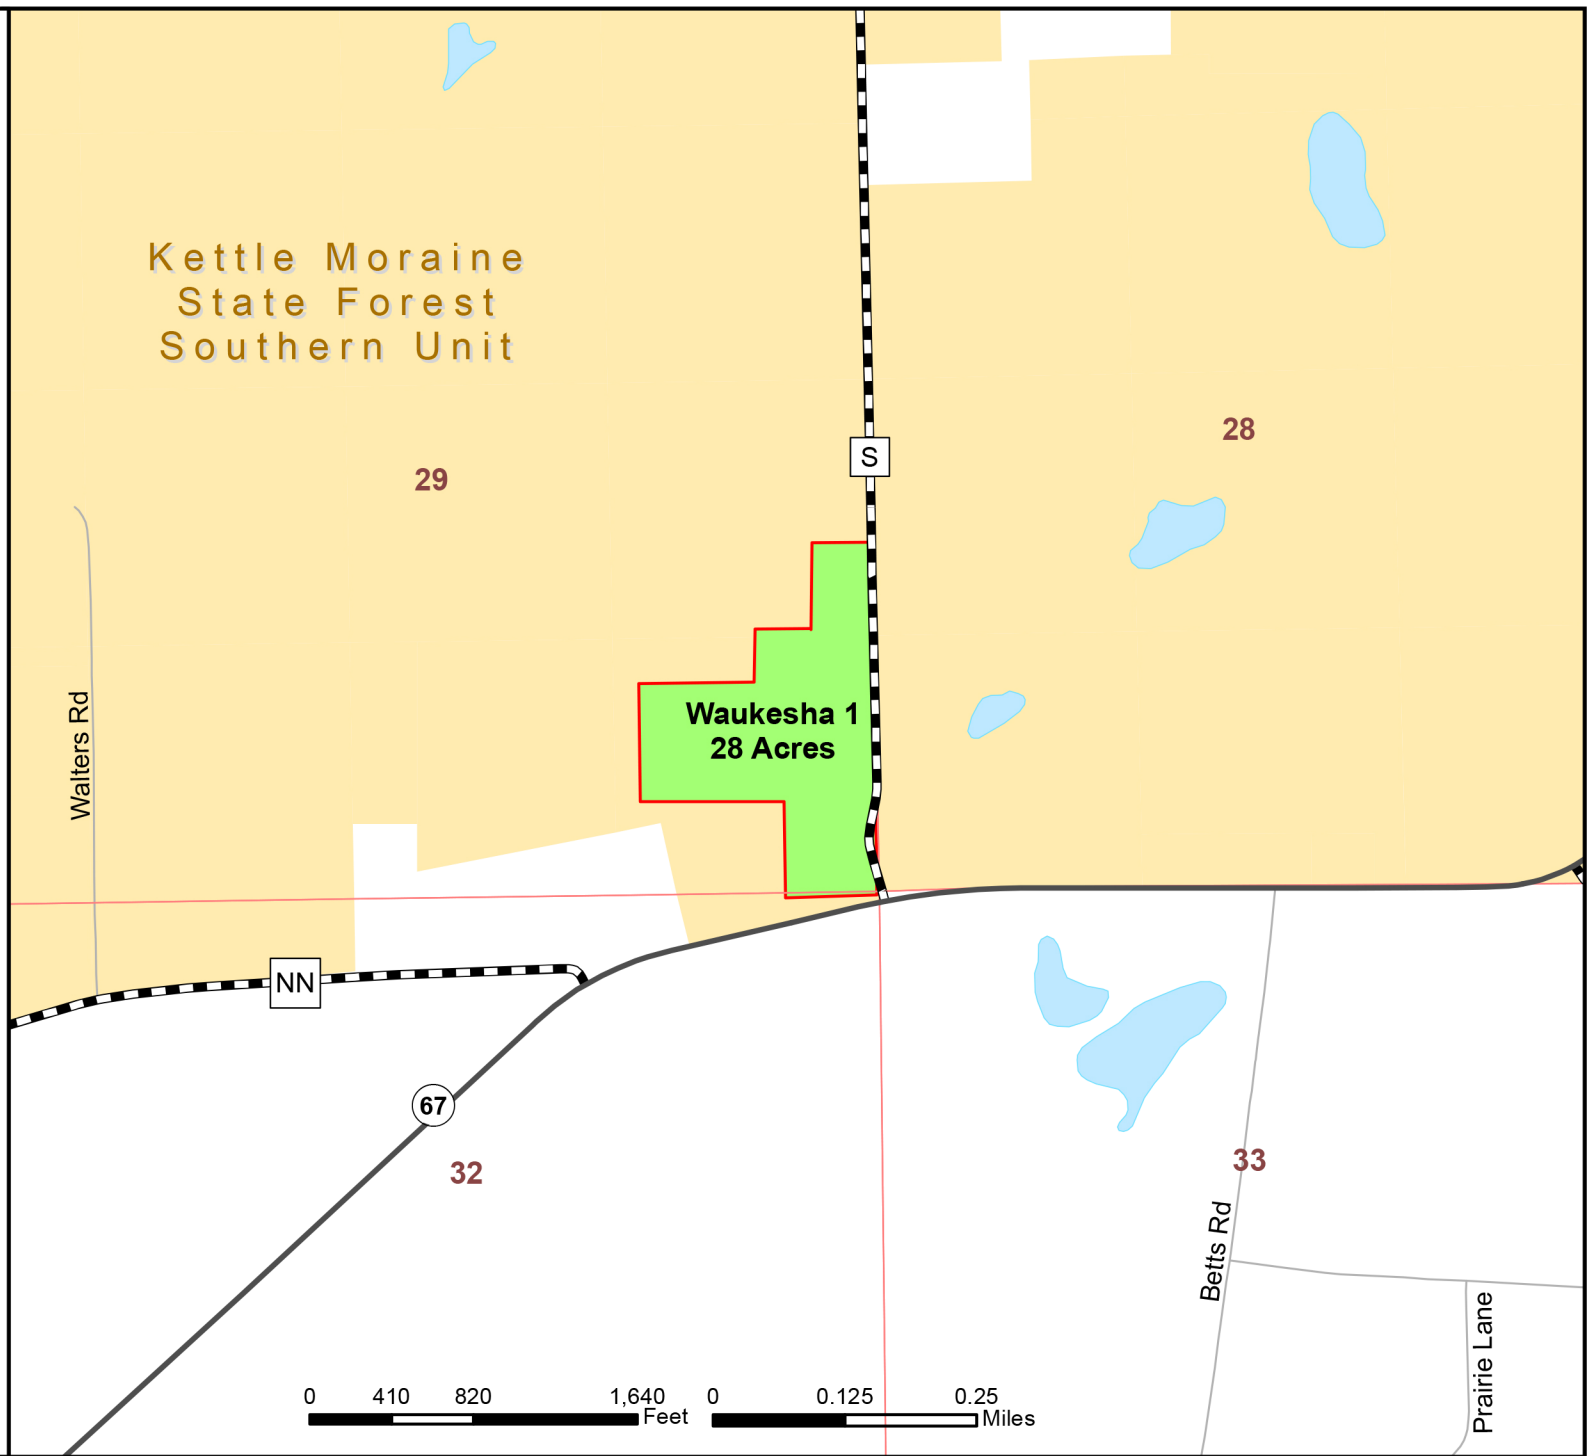 Kettle Moraine
State Forest
Southern Unit
28
S
29
Walters Rd
Waukesha 1
28 Acres
NN
67
32
33
Betts Rd
Prairie Lane
0 410 820 1,640 Feet
0 0.125 0.25 Miles